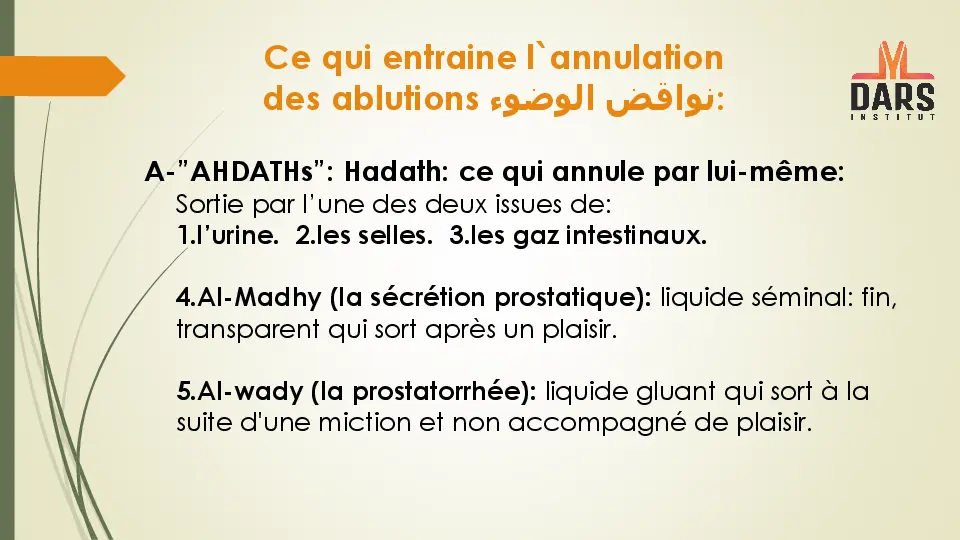 Ce qui entraine l`annulation
des ablutions نواقض الوضوء:
DARS
INSTITUT
A-”AHDATHs”: Hadath: ce qui annule par lui-même:
Sortie par l’une des deux issues de:
1.l’urine. 2.les selles. 3.les gaz intestinaux.
4.Al-Madhy (la sécrétion prostatique): liquide séminal: fin,
transparent qui sort après un plaisir.
5.Al-wady (la prostatorrhée): liquide gluant qui sort à la
suite d'une miction et non accompagné de plaisir.